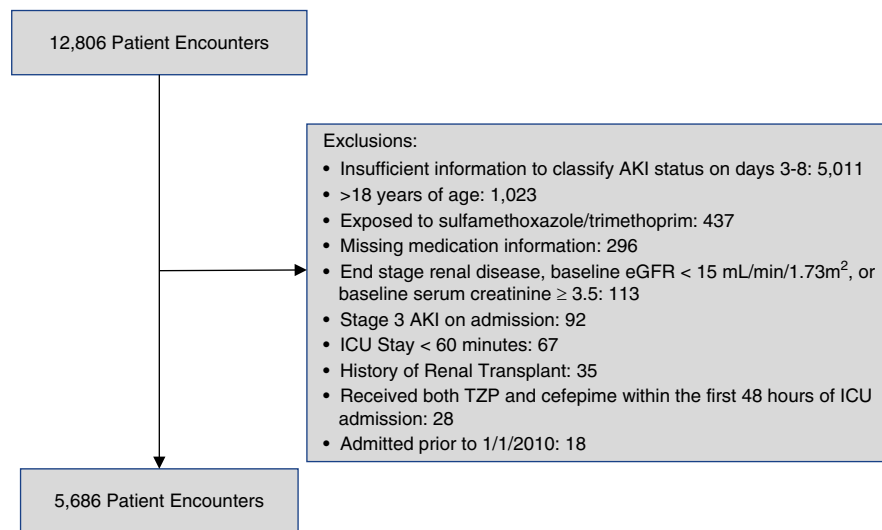 12,806 Patient Encounters
Exclusions:
• Insufficient information to classify AKI status on days 3-8: 5,011
• >18 years of age: 1,023
• Exposed to sulfamethoxazole/trimethoprim: 437
• Missing medication information: 296
• End stage renal disease, baseline eGFR < 15 mL/min/1.73m², or
baseline serum creatinine ≥ 3.5: 113
• Stage 3 AKI on admission: 92
• ICU Stay < 60 minutes: 67
• History of Renal Transplant: 35
• Received both TZP and cefepime within the first 48 hours of ICU
admission: 28
• Admitted prior to 1/1/2010: 18
5,686 Patient Encounters